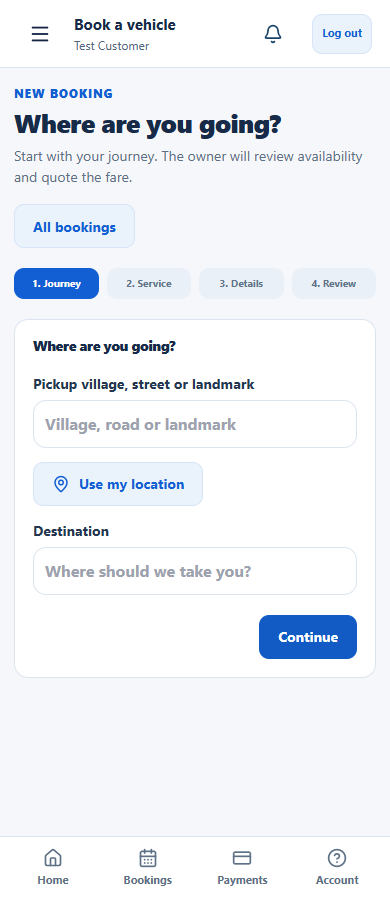 Book a vehicle
Test Customer
Log out
NEW BOOKING
Where are you going?
Start with your journey. The owner will review availability
and quote the fare.
All bookings
1. Journey
2. Service
3. Details
4. Review
Where are you going?
Pickup village, street or landmark
Village, road or landmark
Use my location
Destination
Where should we take you?
Continue
Home
Bookings
Payments
Account